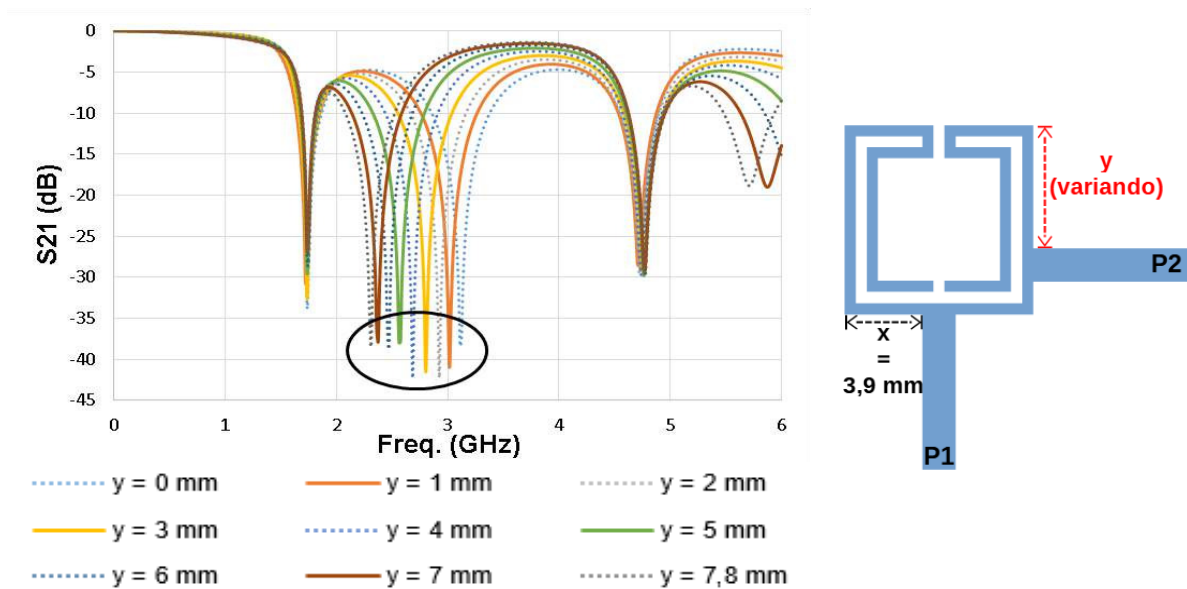 0
-5
-10
-15
-20
-25
-30
-35
-40
-45
S21 (dB)
0 1 2 3 4 5 6
Freq. (GHz)
y = 0 mm y = 1 mm y = 2 mm
y = 3 mm y = 4 mm y = 5 mm
y = 6 mm y = 7 mm y = 7,8 mm
y
(variando)
P2
x
=
3,9 mm
P1